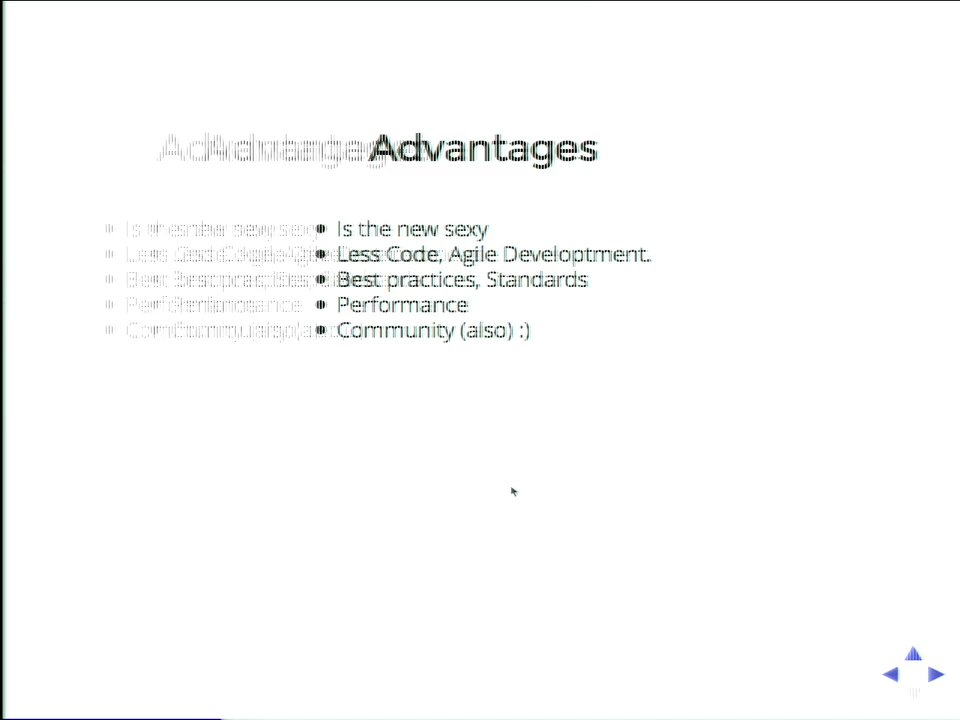 Advantages
• Is the new sexy
• Less Code, Agile Developtment.
• Best practices, Standards
• Performance
• Community (also) :)